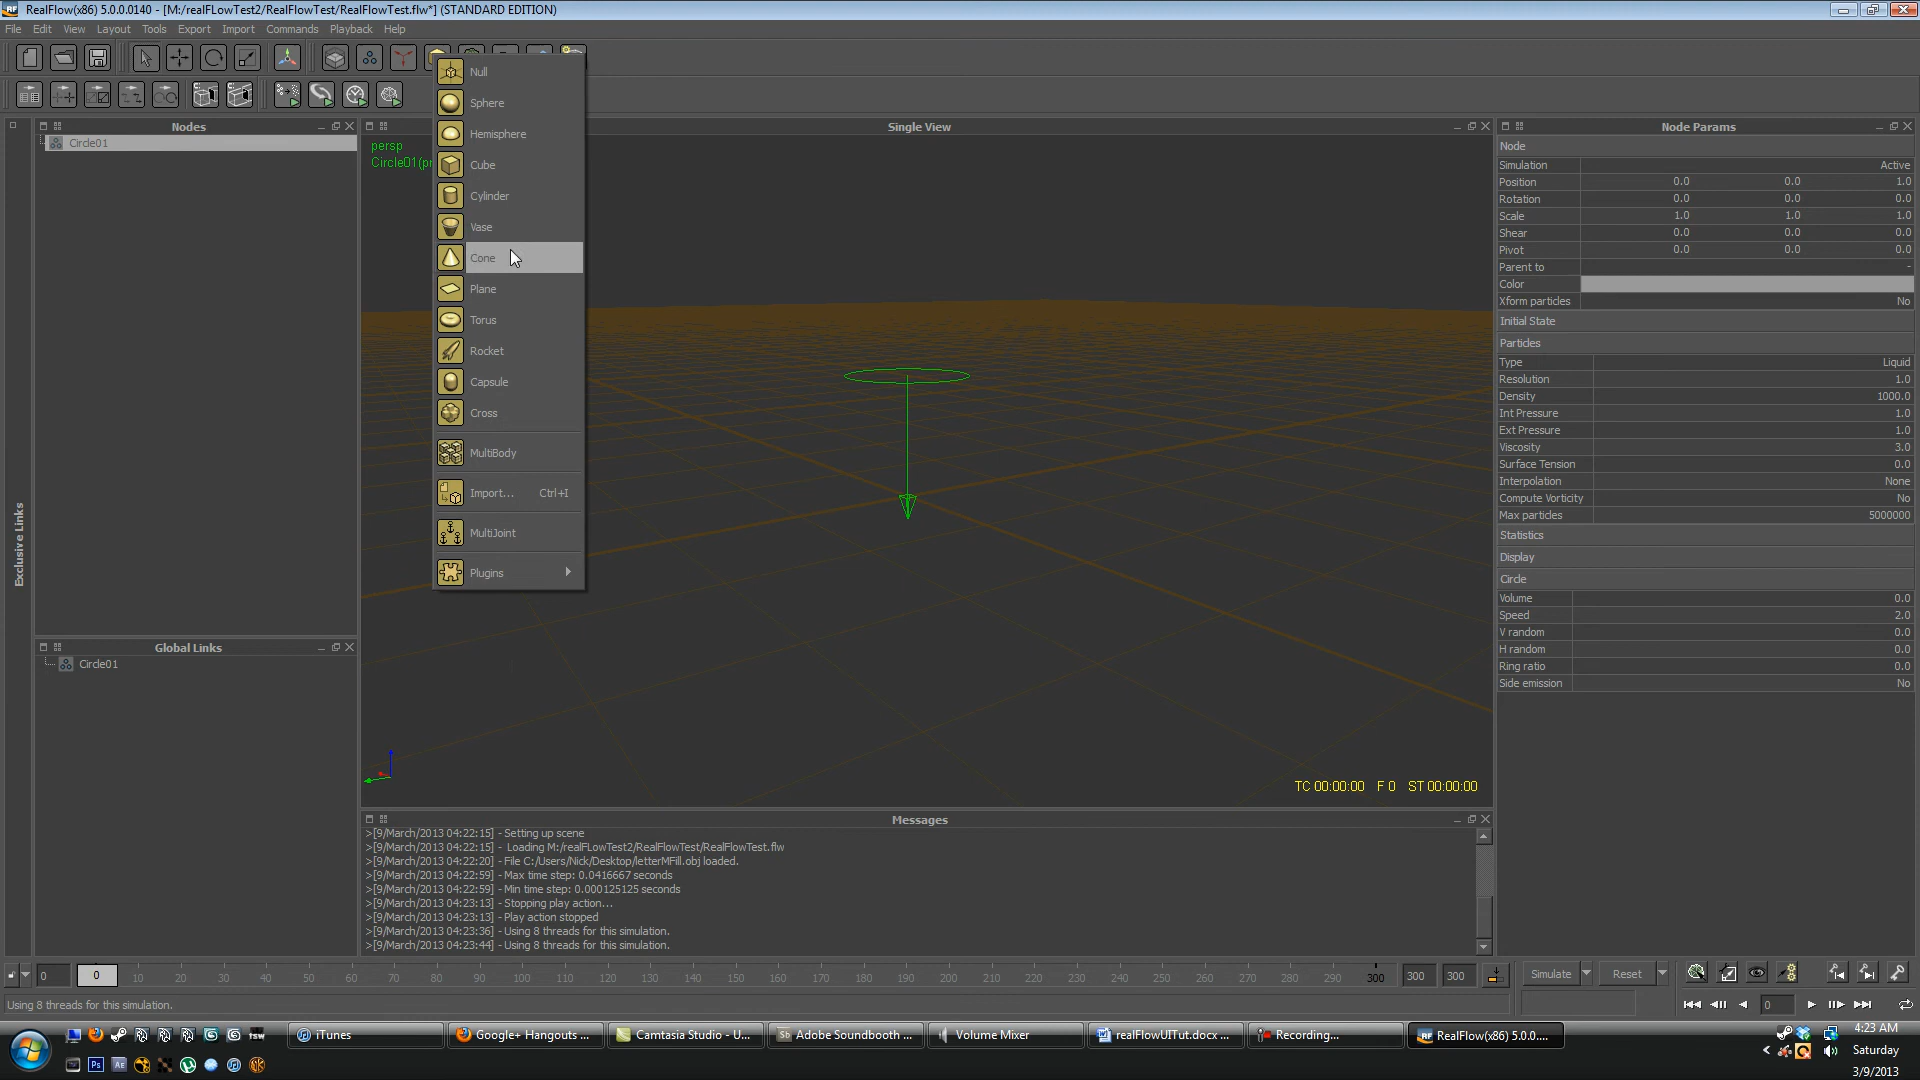 RealFlow(x86) 5.0.0.0140 - [M:/realFLowTest2/RealFlowTest/RealFlowTest.flw*] (STANDARD EDITION)
File Edit View Layout Tools Export Import Commands Playback Help
Null
Sphere
Hemisphere
Cube
Cylinder
Vase
Cone
Plane
Torus
Rocket
Capsule
Cross
MultiBody
Import... Ctrl+I
MultiJoint
Plugins
Exclusive Links
Nodes
Circle01
Global Links
Circle01
Single View
persp
Circle01(pr
TC 00:00:00 F 0 ST 00:00:00
Messages
>[9/March/2013 04:22:15] - Setting up scene
>[9/March/2013 04:22:15] - Loading M:/realFLowTest2/RealFlowTest/RealFlowTest.flw
>[9/March/2013 04:22:20] - File C:/Users/Nick/Desktop/letterMFill.obj loaded.
>[9/March/2013 04:22:59] - Max time step: 0.0416667 seconds
>[9/March/2013 04:22:59] - Min time step: 0.000125125 seconds
>[9/March/2013 04:23:13] - Stopping play action...
>[9/March/2013 04:23:13] - Play action stopped
>[9/March/2013 04:23:36] - Using 8 threads for this simulation.
>[9/March/2013 04:23:44] - Using 8 threads for this simulation.
Node Params
Node
Simulation Active
Position 0.0 0.0 1.0
Rotation 0.0 0.0 0.0
Scale 1.0 1.0 1.0
Shear 0.0 0.0 0.0
Pivot 0.0 0.0 0.0
Parent to -
Color
Xform particles No
Initial State
Particles
Type Liquid
Resolution 1.0
Density 1000.0
Int Pressure 1.0
Ext Pressure 1.0
Viscosity 3.0
Surface Tension 0.0
Interpolation None
Compute Vorticity No
Max particles 5000000
Statistics
Display
Circle
Volume 0.0
Speed 2.0
V random 0.0
H random 0.0
Ring ratio 0.0
Side emission No
0 0 10 20 30 40 50 60 70 80 90 100 110 120 130 140 150 160 170 180 190 200 210 220 230 240 250 260 270 280 290 300 300 300 Simulate Reset
Using 8 threads for this simulation.
0
iTunes Google+ Hangouts ... Camtasia Studio - U... Adobe Soundbooth ... Volume Mixer realFlowUITut.docx ... Recording... RealFlow(x86) 5.0.0....
4:23 AM
Saturday
3/9/2013